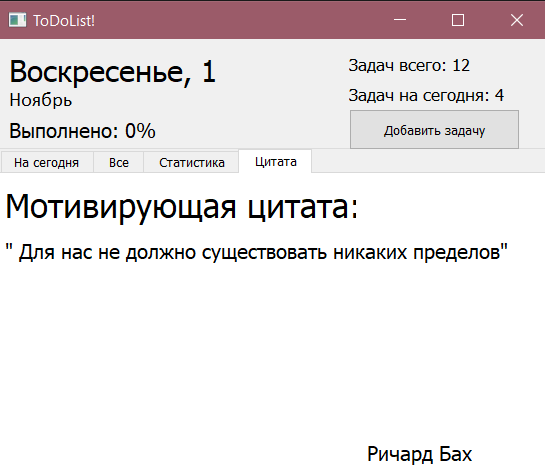 ToDoList!
Воскресенье, 1
Ноябрь
Выполнено: 0%
Задач всего: 12
Задач на сегодня: 4
Добавить задачу
На сегодня Все Статистика Цитата
Мотивирующая цитата:
" Для нас не должно существовать никаких пределов"
Ричард Бах